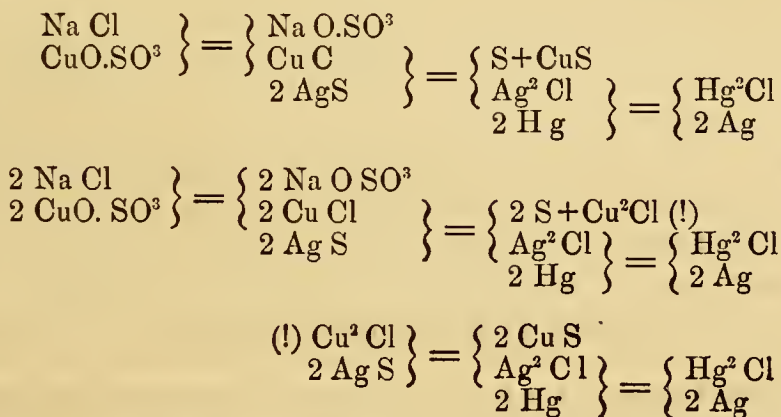 Na Cl
CuO.SO³ } = { Na O.SO³
Cu C
2 AgS } = { S+CuS
Ag² Cl
2 Hg } = { Hg²Cl
2 Ag
2 Na Cl
2 CuO. SO³ } = { 2 Na O SO³
2 Cu Cl
2 Ag S } = { 2 S+Cu²Cl (!)
Ag² Cl
2 Hg } = { Hg² Cl
2 Ag
(!) Cu² Cl
2 Ag S } = { 2 Cu S
Ag² Cl
2 Hg } = { Hg² Cl
2 Ag